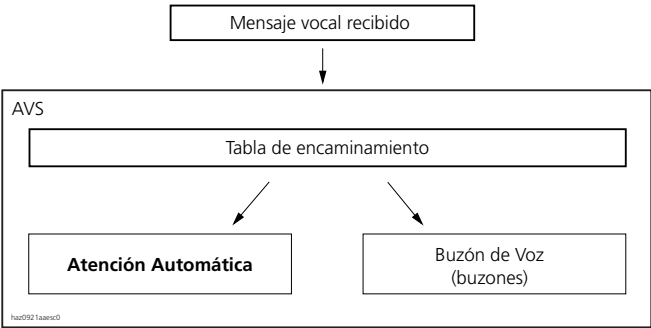 Mensaje vocal recibido
AVS
Tabla de encaminamiento
Atención Automática
Buzón de Voz
(buzones)
haz0921aaesc0